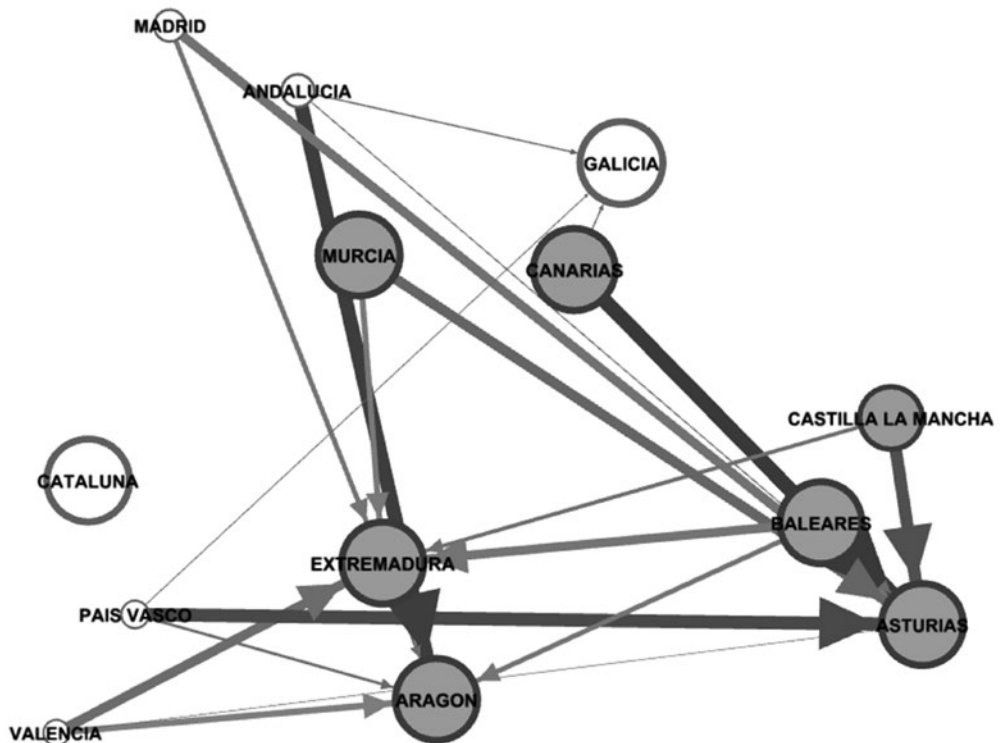 MADRID
ANDALUCIA
GALICIA
MURCIA
CANARIAS
CASTILLA LA MANCHA
CATALUNA
BALEARES
EXTREMADURA
PAIS VASCO
ASTURIAS
ARAGON
VALENCIA